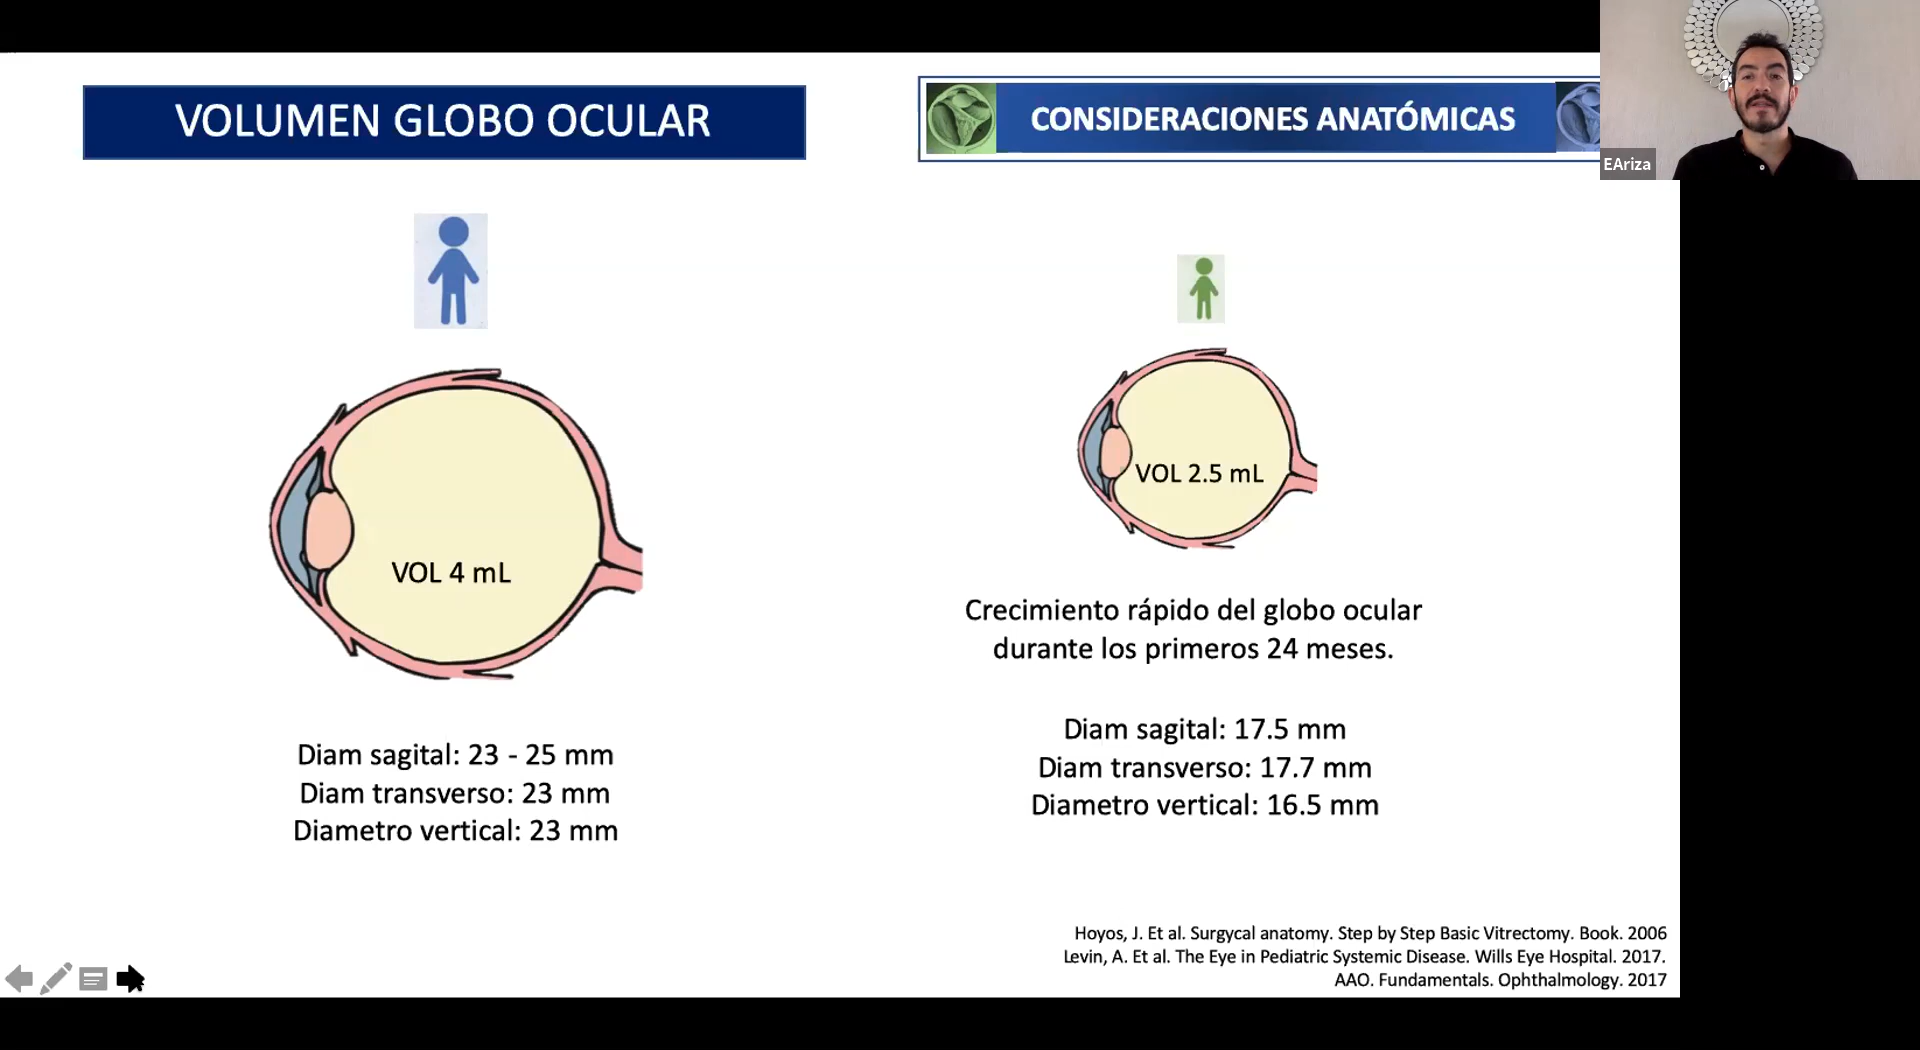 VOLUMEN GLOBO OCULAR
CONSIDERACIONES ANATÓMICAS
EAriza
VOL 4 mL
Diam sagital: 23 - 25 mm
Diam transverso: 23 mm
Diametro vertical: 23 mm
VOL 2.5 mL
Crecimiento rápido del globo ocular
durante los primeros 24 meses.
Diam sagital: 17.5 mm
Diam transverso: 17.7 mm
Diametro vertical: 16.5 mm
Hoyos, J. Et al. Surgycal anatomy. Step by Step Basic Vitrectomy. Book. 2006
Levin, A. Et al. The Eye in Pediatric Systemic Disease. Wills Eye Hospital. 2017.
AAO. Fundamentals. Ophthalmology. 2017